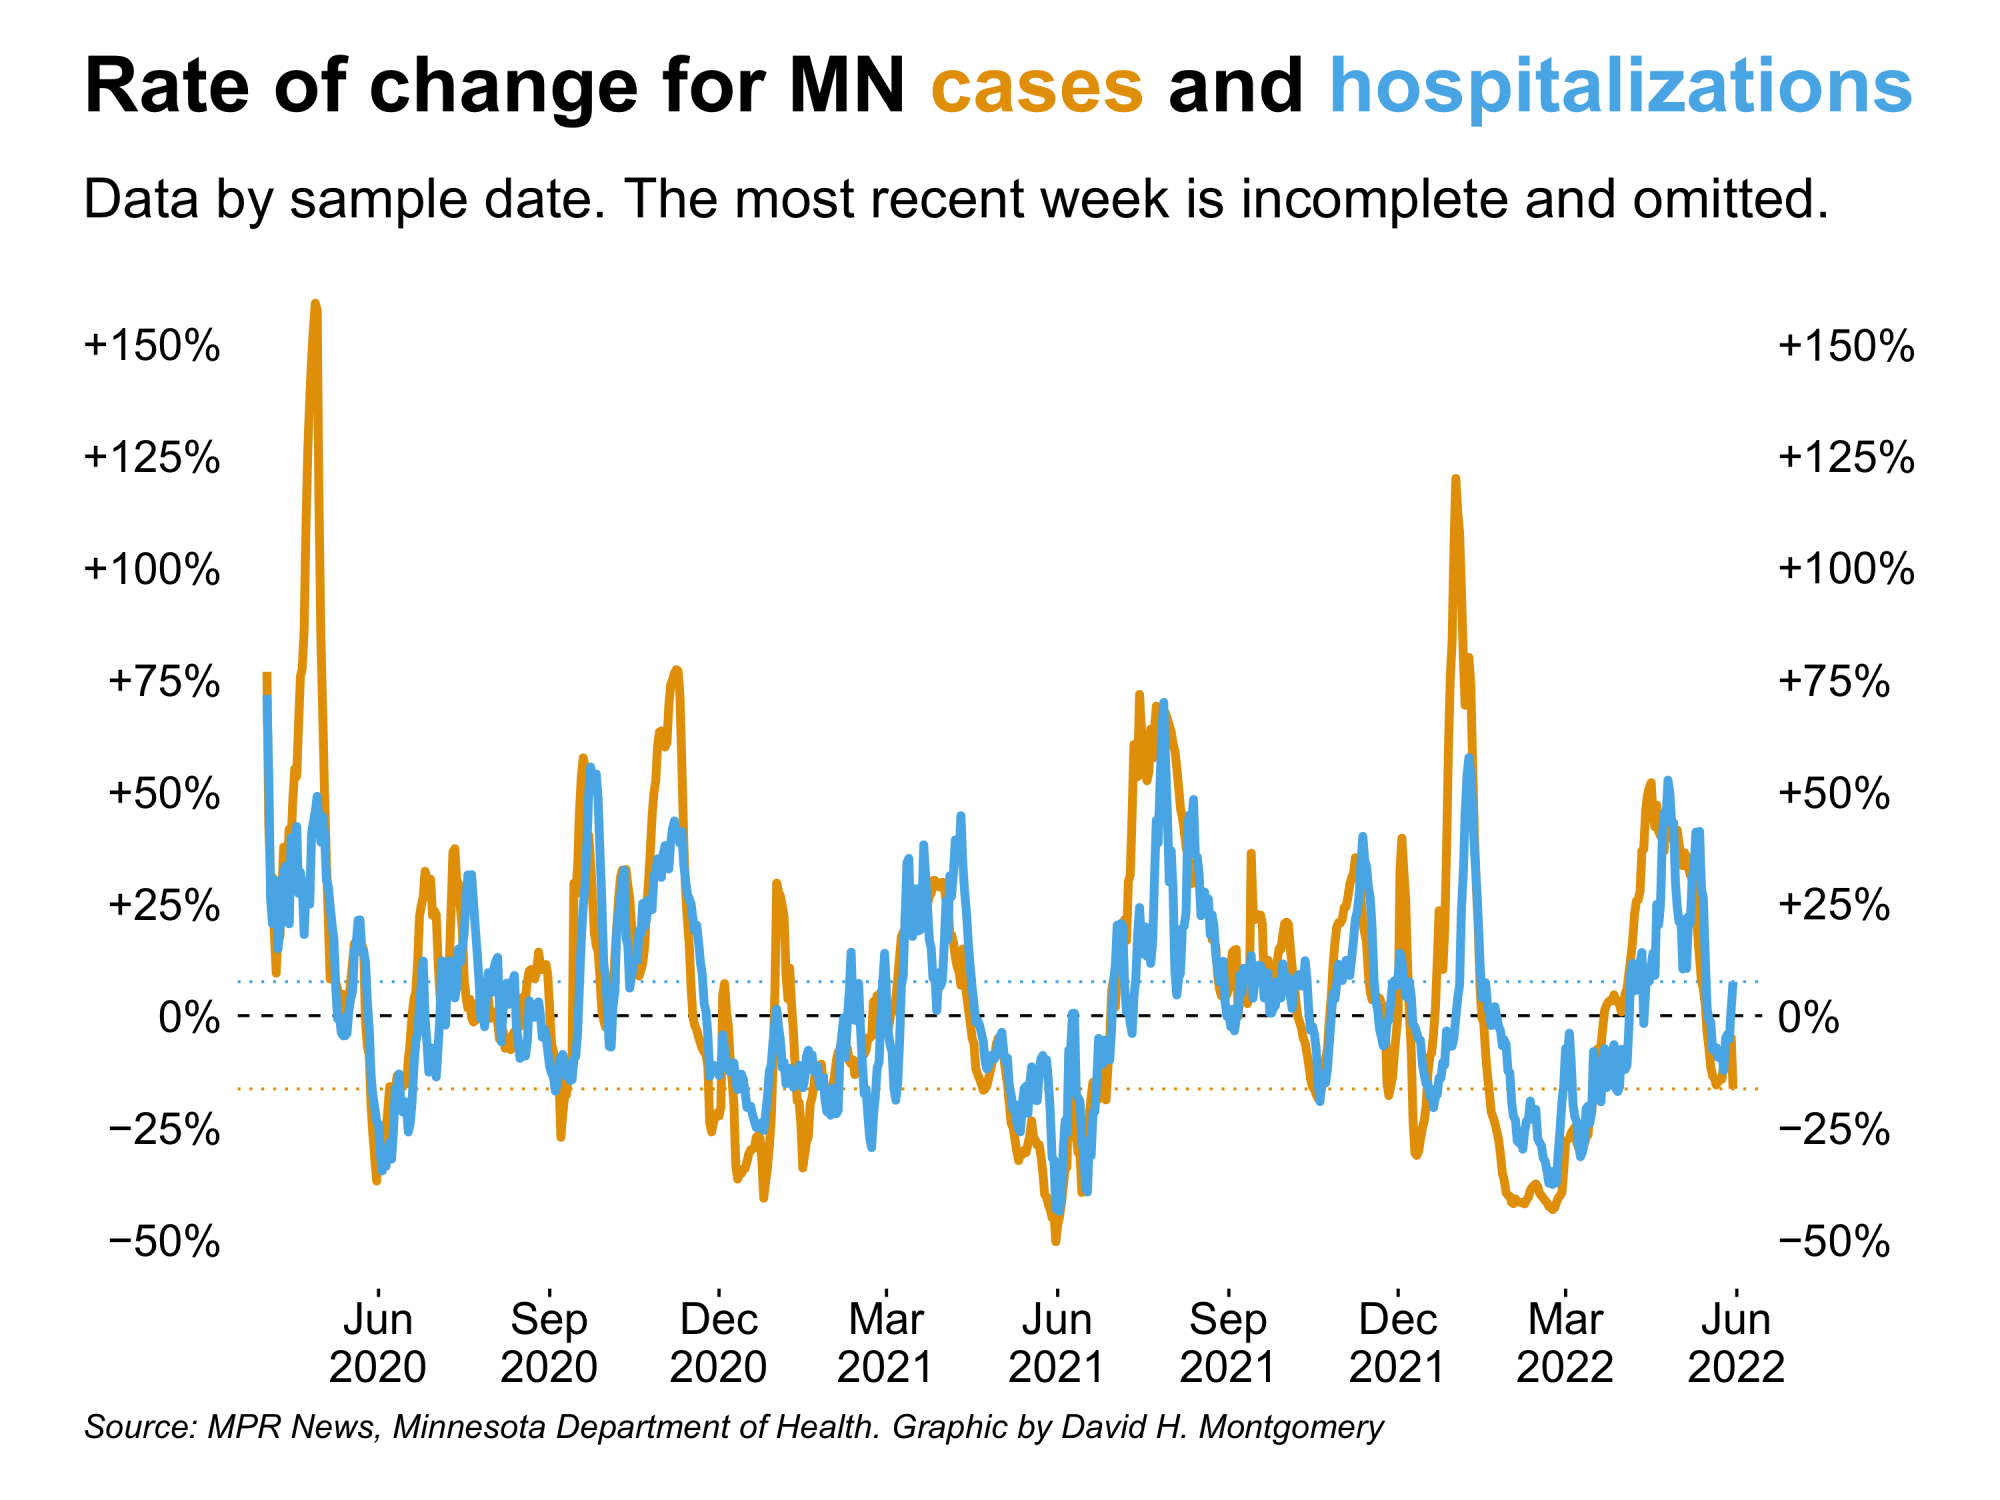 Rate of change for MN cases and hospitalizations
Data by sample date. The most recent week is incomplete and omitted.
+150% +150%
+125% +125%
+100% +100%
+75% +75%
+50% +50%
+25% +25%
0% 0%
−25% −25%
−50% −50%
Jun Sep Dec Mar Jun Sep Dec Mar Jun
2020 2020 2020 2021 2021 2021 2021 2022 2022
Source: MPR News, Minnesota Department of Health. Graphic by David H. Montgomery